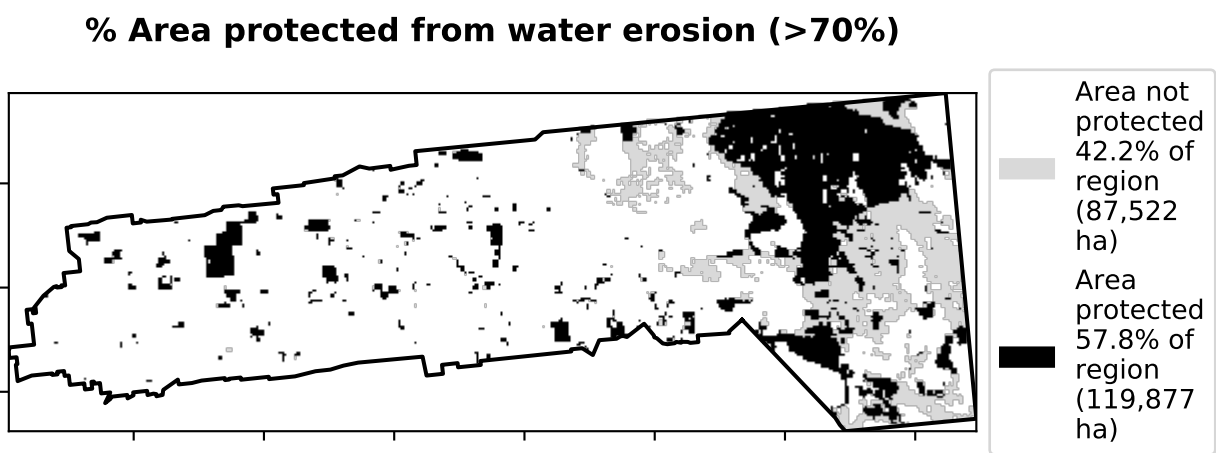 % Area protected from water erosion (>70%)
Area not
protected
42.2% of
region
(87,522
ha)
Area
protected
57.8% of
region
(119,877
ha)